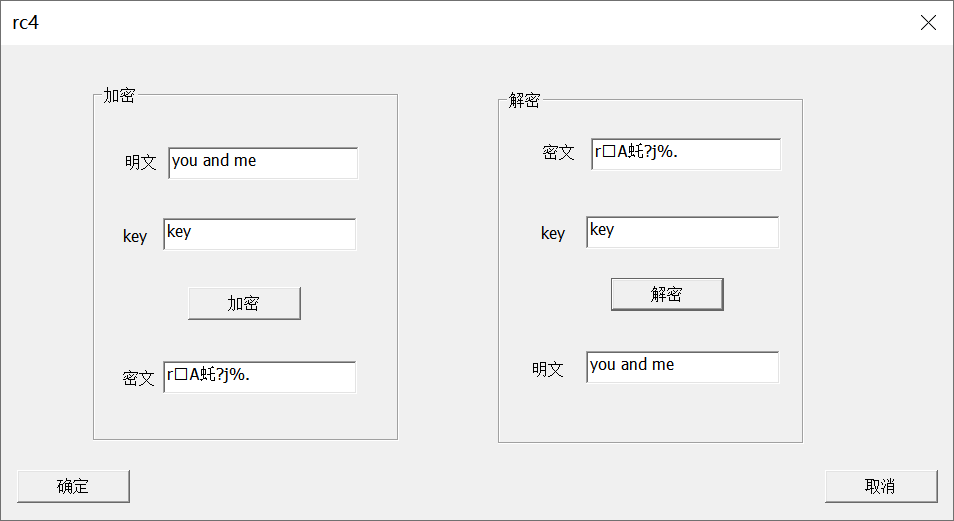 rc4
加密
明文 you and me
key key
加密
密文 r□A蚝?j%.
解密
密文 r□A蚝?j%.
key key
解密
明文 you and me
确定
取消